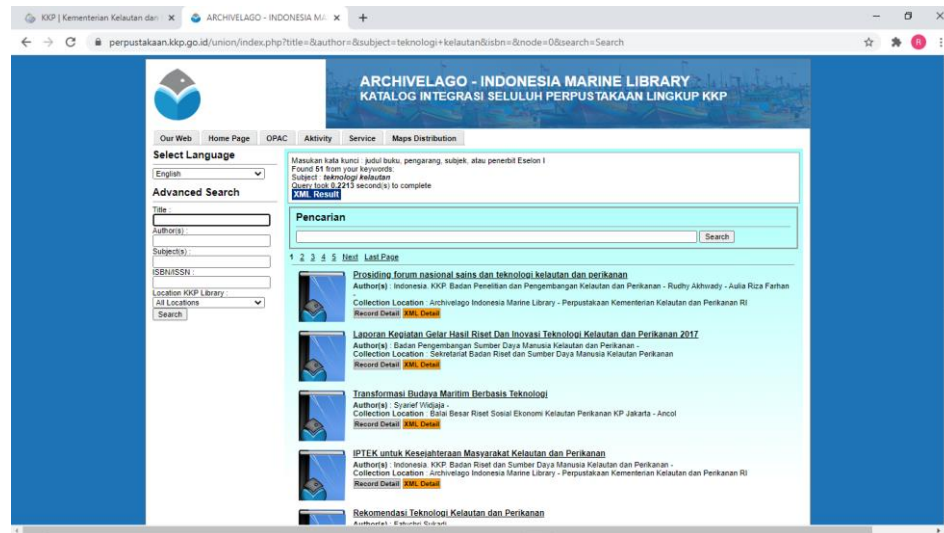 KKP | Kementerian Kelautan dan
ARCHIVELAGO - INDONESIA MA
perpustakaan.kkp.go.id/union/index.php?title=&author=&subject=teknologi+kelautan&isbn=&node=0&search=Search
R
ARCHIVELAGO - INDONESIA MARINE LIBRARY
KATALOG INTEGRASI SELULUH PERPUSTAKAAN LINGKUP KKP
Our Web Home Page OPAC Aktivity Service Maps Distribution
Select Language
English
Advanced Search
Title :
Author(s) :
Subject(s) :
ISBN/ISSN :
Location KKP Library :
All Locations
Search
Masukan kata kunci : judul buku, pengarang, subjek, atau penerbit Eselon I
Found 51 from your keywords:
Subject : teknologi kelautan
Query took 0.2213 second(s) to complete
XML Result
Pencarian
Search
1 2 3 4 5 Next Last Page
Prosiding forum nasional sains dan teknologi kelautan dan perikanan
Author(s) : Indonesia. KKP. Badan Penelitian dan Pengembangan Kelautan dan Perikanan - Rudhy Akhwady - Aulia Riza Farhan
-
Collection Location : Archivelago Indonesia Marine Library - Perpustakaan Kementerian Kelautan dan Perikanan RI
Record Detail XML Detail
Laporan Kegiatan Gelar Hasil Riset Dan Inovasi Teknologi Kelautan dan Perikanan 2017
Author(s) : Badan Pengembangan Sumber Daya Manusia Kelautan dan Perikanan -
Collection Location : Sekretariat Badan Riset dan Sumber Daya Manusia Kelautan Perikanan
Record Detail XML Detail
Transformasi Budaya Maritim Berbasis Teknologi
Author(s) : Syarief Widjaja -
Collection Location : Balai Besar Riset Sosial Ekonomi Kelautan Perikanan KP Jakarta - Ancol
Record Detail XML Detail
IPTEK untuk Kesejahteraan Masyarakat Kelautan dan Perikanan
Author(s) : Indonesia. KKP. Badan Riset dan Sumber Daya Manusia Kelautan dan Perikanan -
Collection Location : Archivelago Indonesia Marine Library - Perpustakaan Kementerian Kelautan dan Perikanan RI
Record Detail XML Detail
Rekomendasi Teknologi Kelautan dan Perikanan